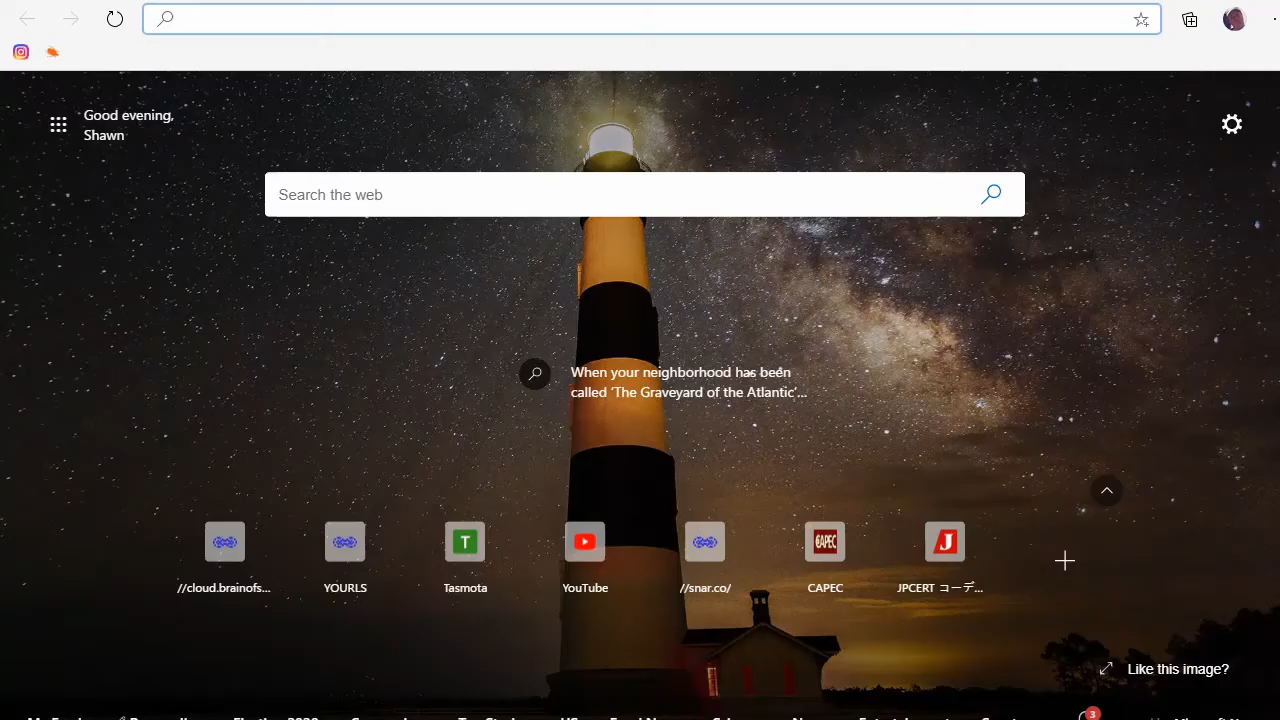 Good evening,
Shawn
Search the web
When your neighborhood has been
called ‘The Graveyard of the Atlantic’...
//cloud.brainofs...
YOURLS
T
Tasmota
YouTube
//snar.co/
CAPEC
CAPEC
J
JPCERT コーデ...
Like this image?
3